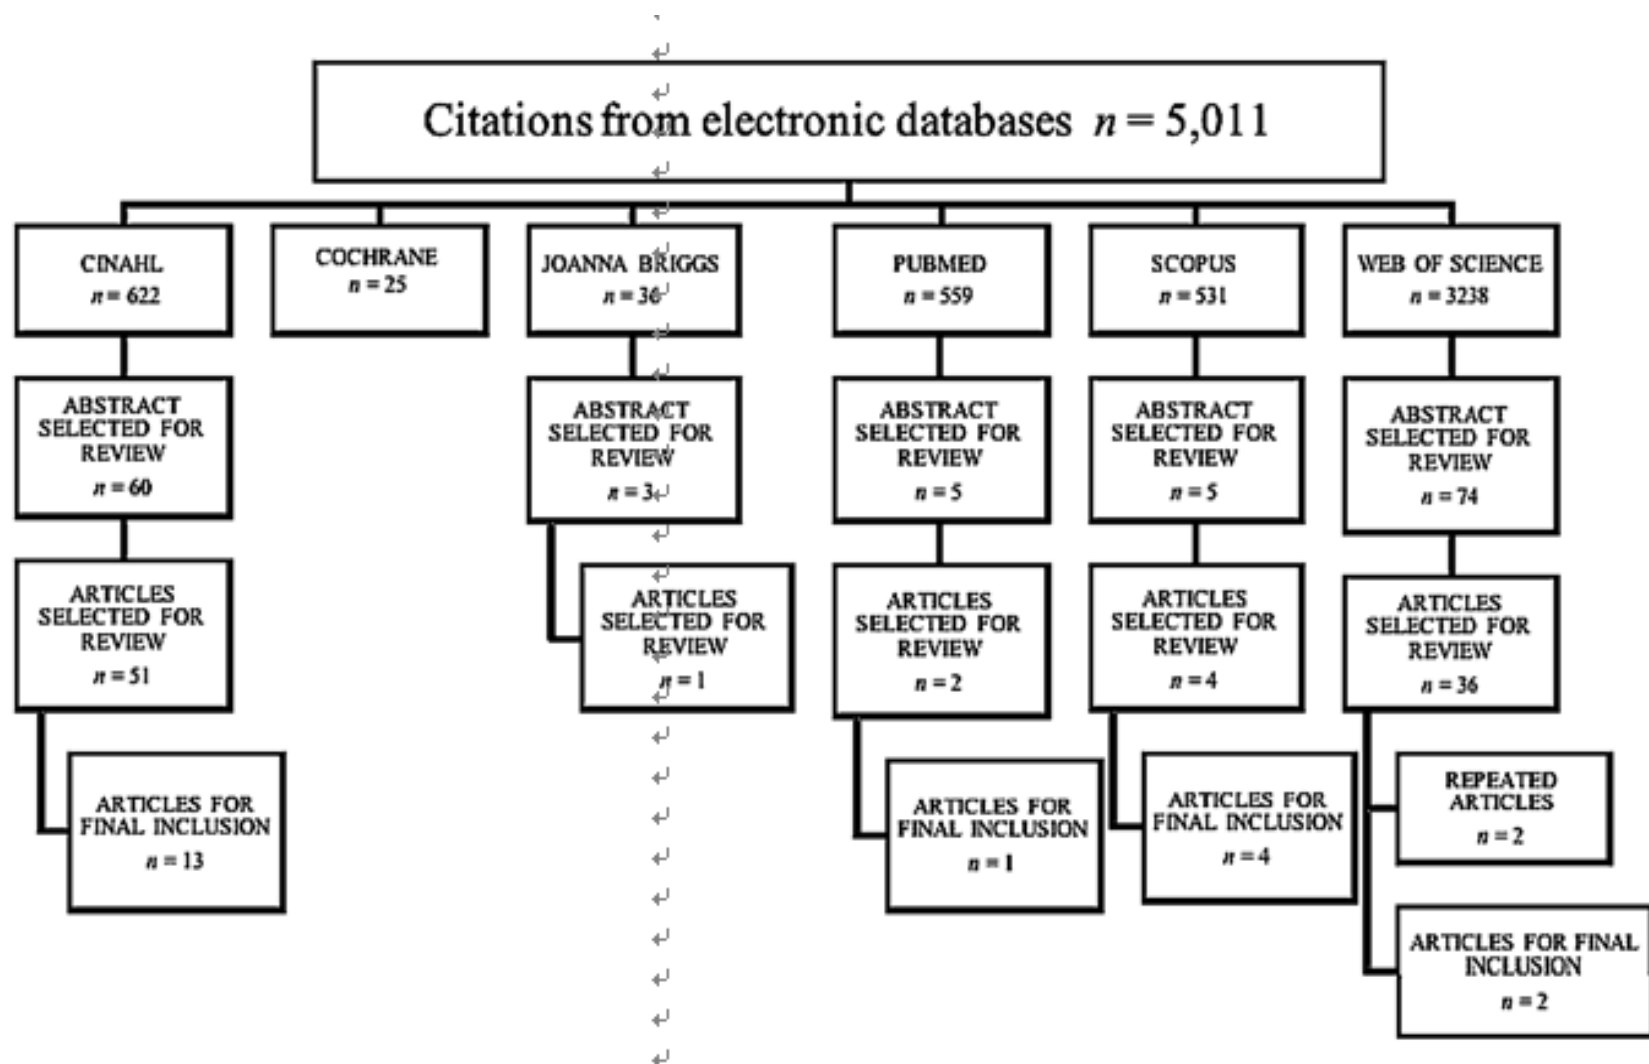 Citations from electronic databases n = 5,011
CINAHL
n = 622
COCHRANE
n = 25
JOANNA BRIGGS
n = 36
PUBMED
n = 559
SCOPUS
n = 531
WEB OF SCIENCE
n = 3238
ABSTRACT
SELECTED FOR
REVIEW
n = 60
ABSTRACT
SELECTED FOR
REVIEW
n = 3
ABSTRACT
SELECTED FOR
REVIEW
n = 5
ABSTRACT
SELECTED FOR
REVIEW
n = 5
ABSTRACT
SELECTED FOR
REVIEW
n = 74
ARTICLES
SELECTED FOR
REVIEW
n = 51
ARTICLES
SELECTED FOR
REVIEW
n = 1
ARTICLES
SELECTED FOR
REVIEW
n = 2
ARTICLES
SELECTED FOR
REVIEW
n = 4
ARTICLES
SELECTED FOR
REVIEW
n = 36
ARTICLES FOR
FINAL INCLUSION
n = 13
ARTICLES FOR
FINAL INCLUSION
n = 1
ARTICLES FOR
FINAL INCLUSION
n = 4
REPEATED
ARTICLES
n = 2
ARTICLES FOR FINAL
INCLUSION
n = 2